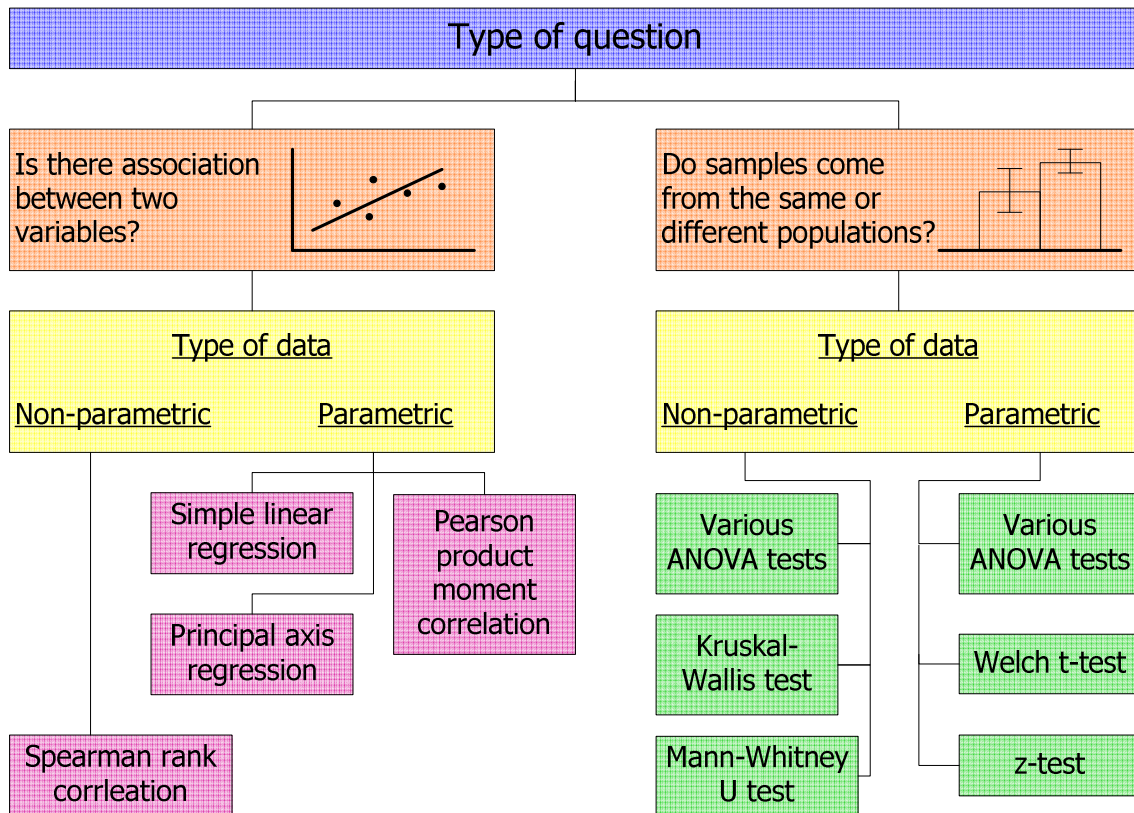 Type of question
Is there association
between two
variables?
Do samples come
from the same or
different populations?
Type of data
Non-parametric
Parametric
Type of data
Non-parametric
Parametric
Simple linear
regression
Pearson
product
moment
correlation
Principal axis
regression
Spearman rank
corrleation
Various
ANOVA tests
Kruskal-
Wallis test
Mann-Whitney
U test
Various
ANOVA tests
Welch t-test
z-test